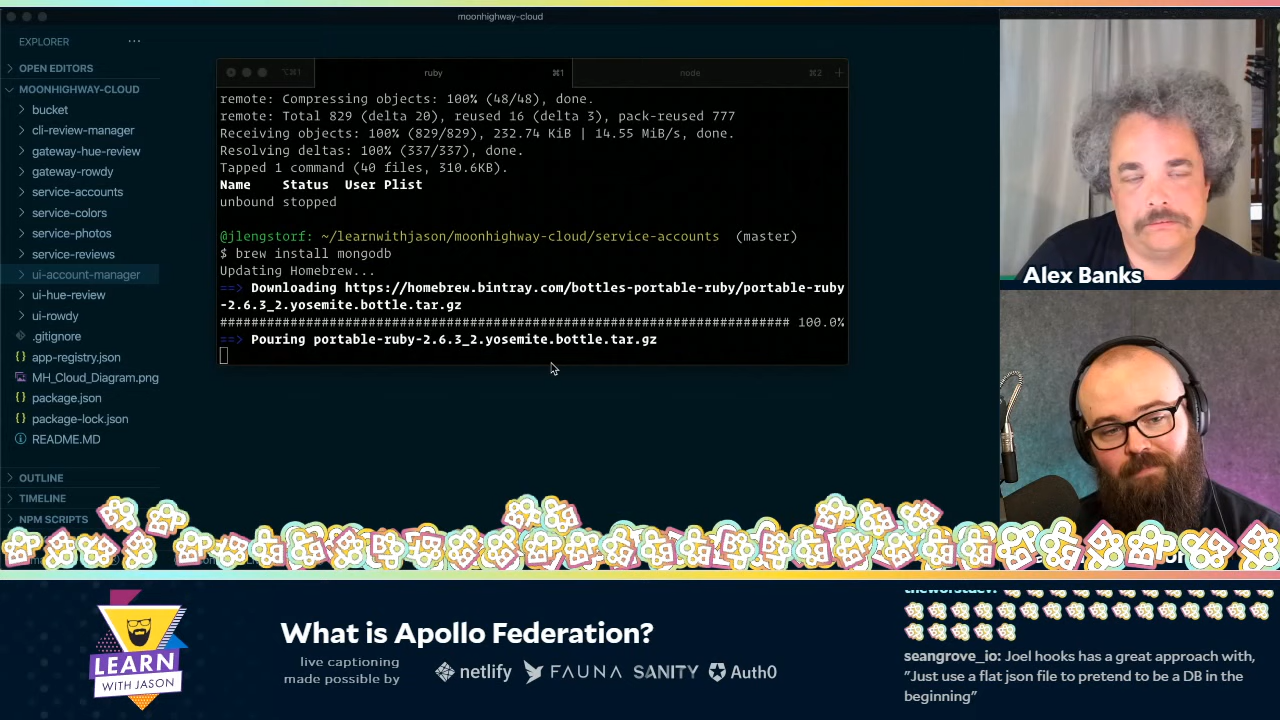 moonhighway-cloud
EXPLORER
OPEN EDITORS
MOONHIGHWAY-CLOUD
bucket
cli-review-manager
gateway-hue-review
gateway-rowdy
service-accounts
service-colors
service-photos
service-reviews
ui-account-manager
ui-hue-review
ui-rowdy
.gitignore
app-registry.json
MH_Cloud_Diagram.png
package.json
package-lock.json
README.MD
OUTLINE
TIMELINE
NPM SCRIPTS
⌥⌘1 ruby ⌘1 node ⌘2 +
remote: Compressing objects: 100% (48/48), done.
remote: Total 829 (delta 20), reused 16 (delta 3), pack-reused 777
Receiving objects: 100% (829/829), 232.74 KiB | 14.55 MiB/s, done.
Resolving deltas: 100% (337/337), done.
Tapped 1 command (40 files, 310.6KB).
Name Status User Plist
unbound stopped
@jlengstorf: ~/learnwithjason/moonhighway-cloud/service-accounts (master)
$ brew install mongodb
Updating Homebrew...
==> Downloading https://homebrew.bintray.com/bottles-portable-ruby/portable-ruby
-2.6.3_2.yosemite.bottle.tar.gz
######################################################################## 100.0%
==> Pouring portable-ruby-2.6.3_2.yosemite.bottle.tar.gz
Alex Banks
LEARN
WITH JASON
What is Apollo Federation?
live captioning
made possible by
netlify FAUNA SANITY Auth0
theworstdev:
seangrove_io: Joel hooks has a great approach with,
"Just use a flat json file to pretend to be a DB in the
beginning"